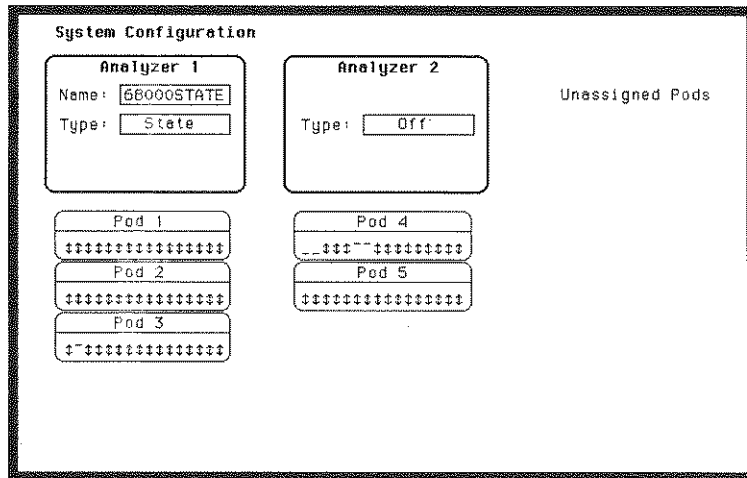 System Configuration
Analyzer 1
Name: 68000STATE
Type: State
Analyzer 2
Type: Off
Unassigned Pods
Pod 1
↕↕↕↕↕↕↕↕↕↕↕↕↕↕↕↕
Pod 2
↕↕↕↕↕↕↕↕↕↕↕↕↕↕↕↕
Pod 3
↕¯↕↕↕↕↕↕↕↕↕↕↕↕↕↕
Pod 4
__↕↕↕¯¯↕↕↕↕↕↕↕↕↕
Pod 5
↕↕↕↕↕↕↕↕↕↕↕↕↕↕↕↕